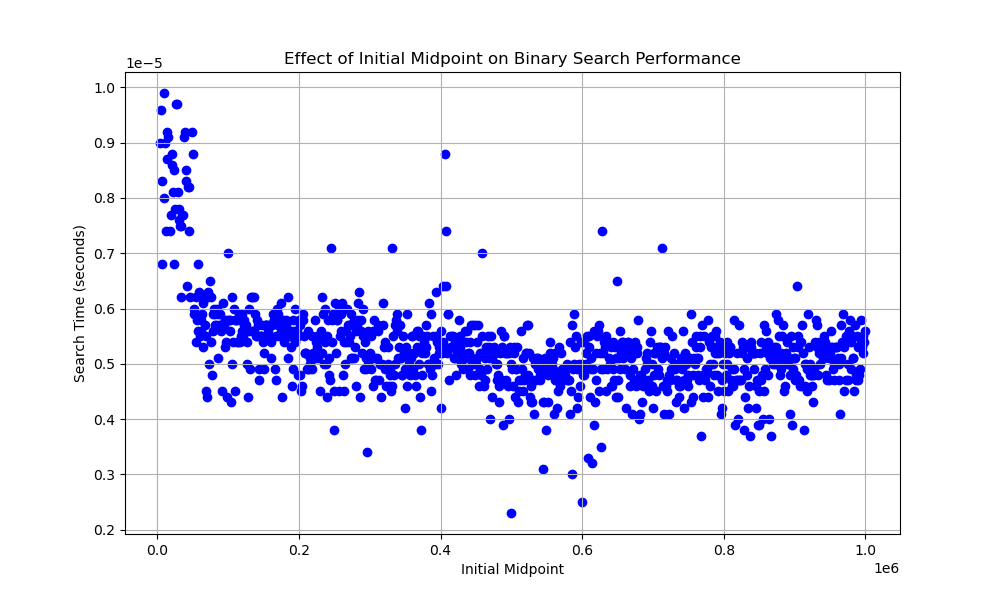 Effect of Initial Midpoint on Binary Search Performance
1e−5
1.0
0.9
0.8
0.7
0.6
0.5
0.4
0.3
0.2
Search Time (seconds)
0.0 0.2 0.4 0.6 0.8 1.0
1e6
Initial Midpoint